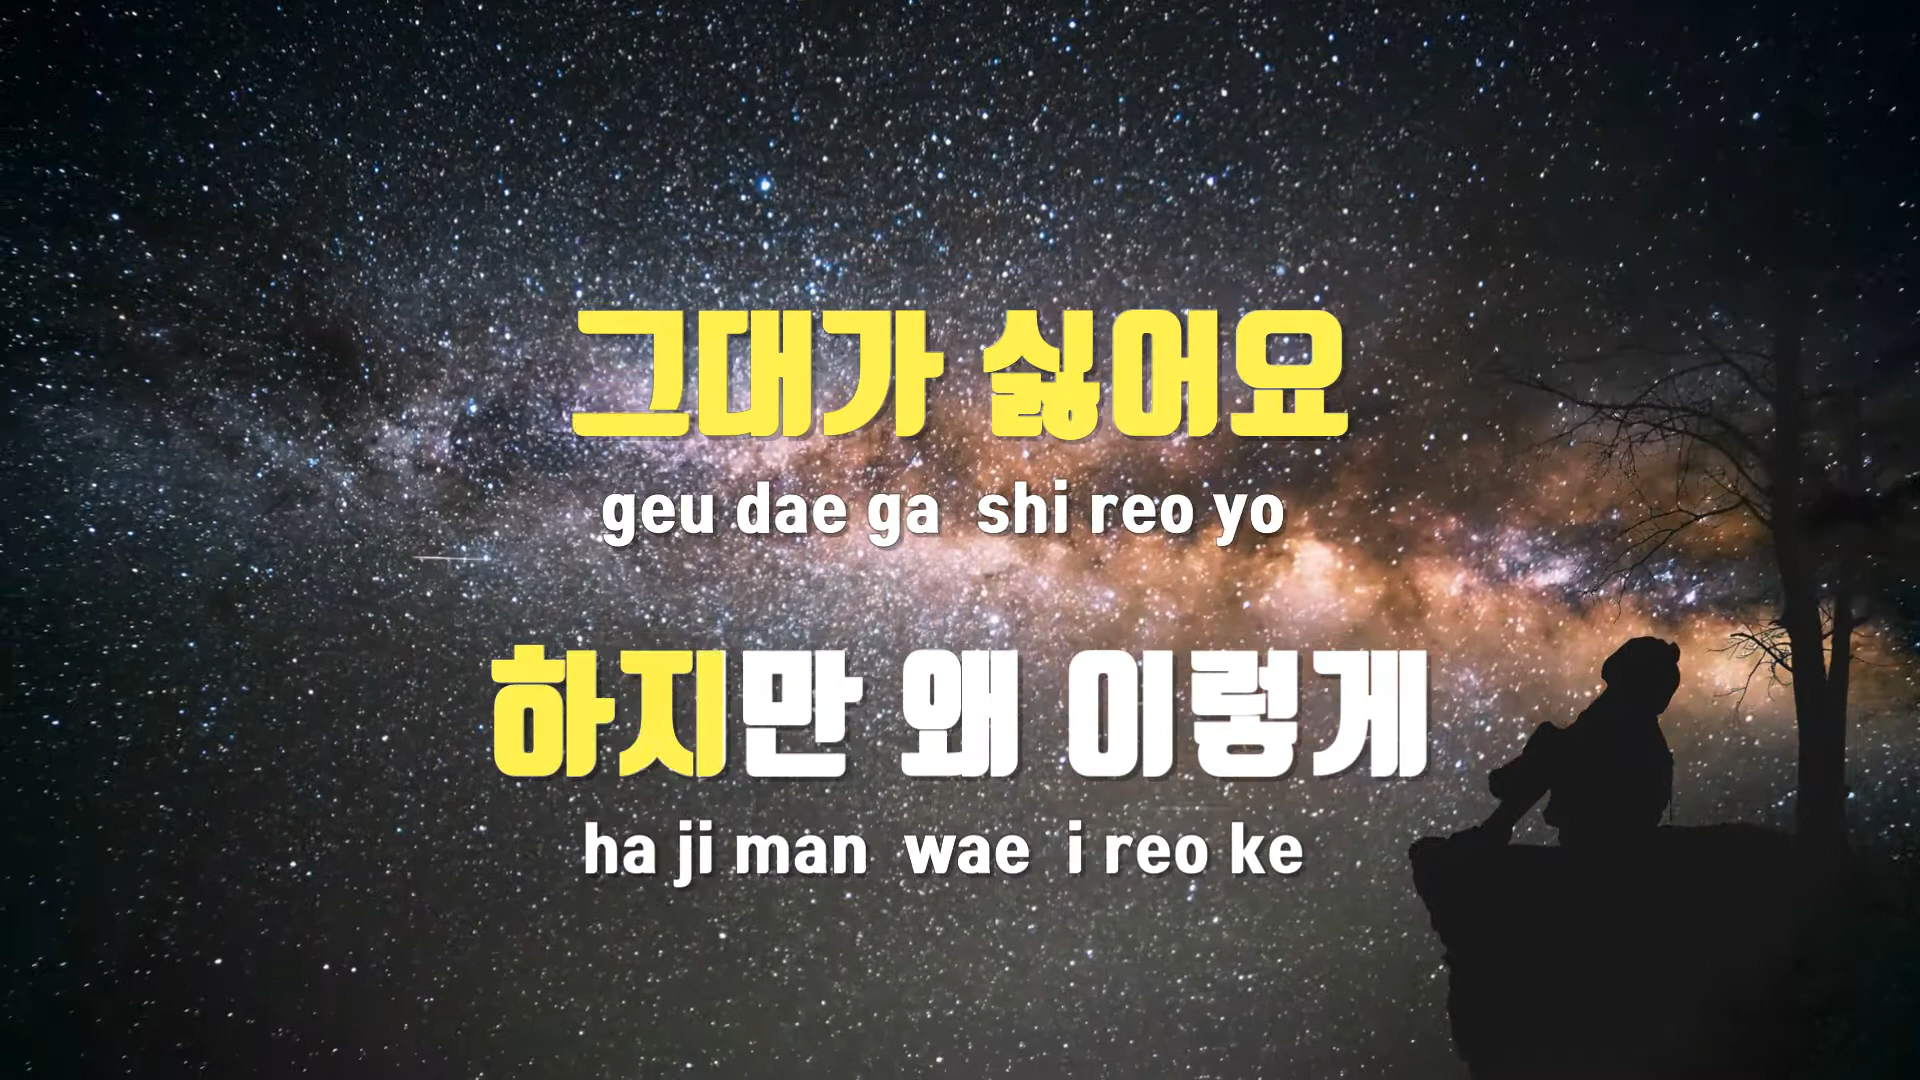 그대가 싫어요
geu dae ga shi reo yo
하지만 왜 이렇게
ha ji man wae i reo ke